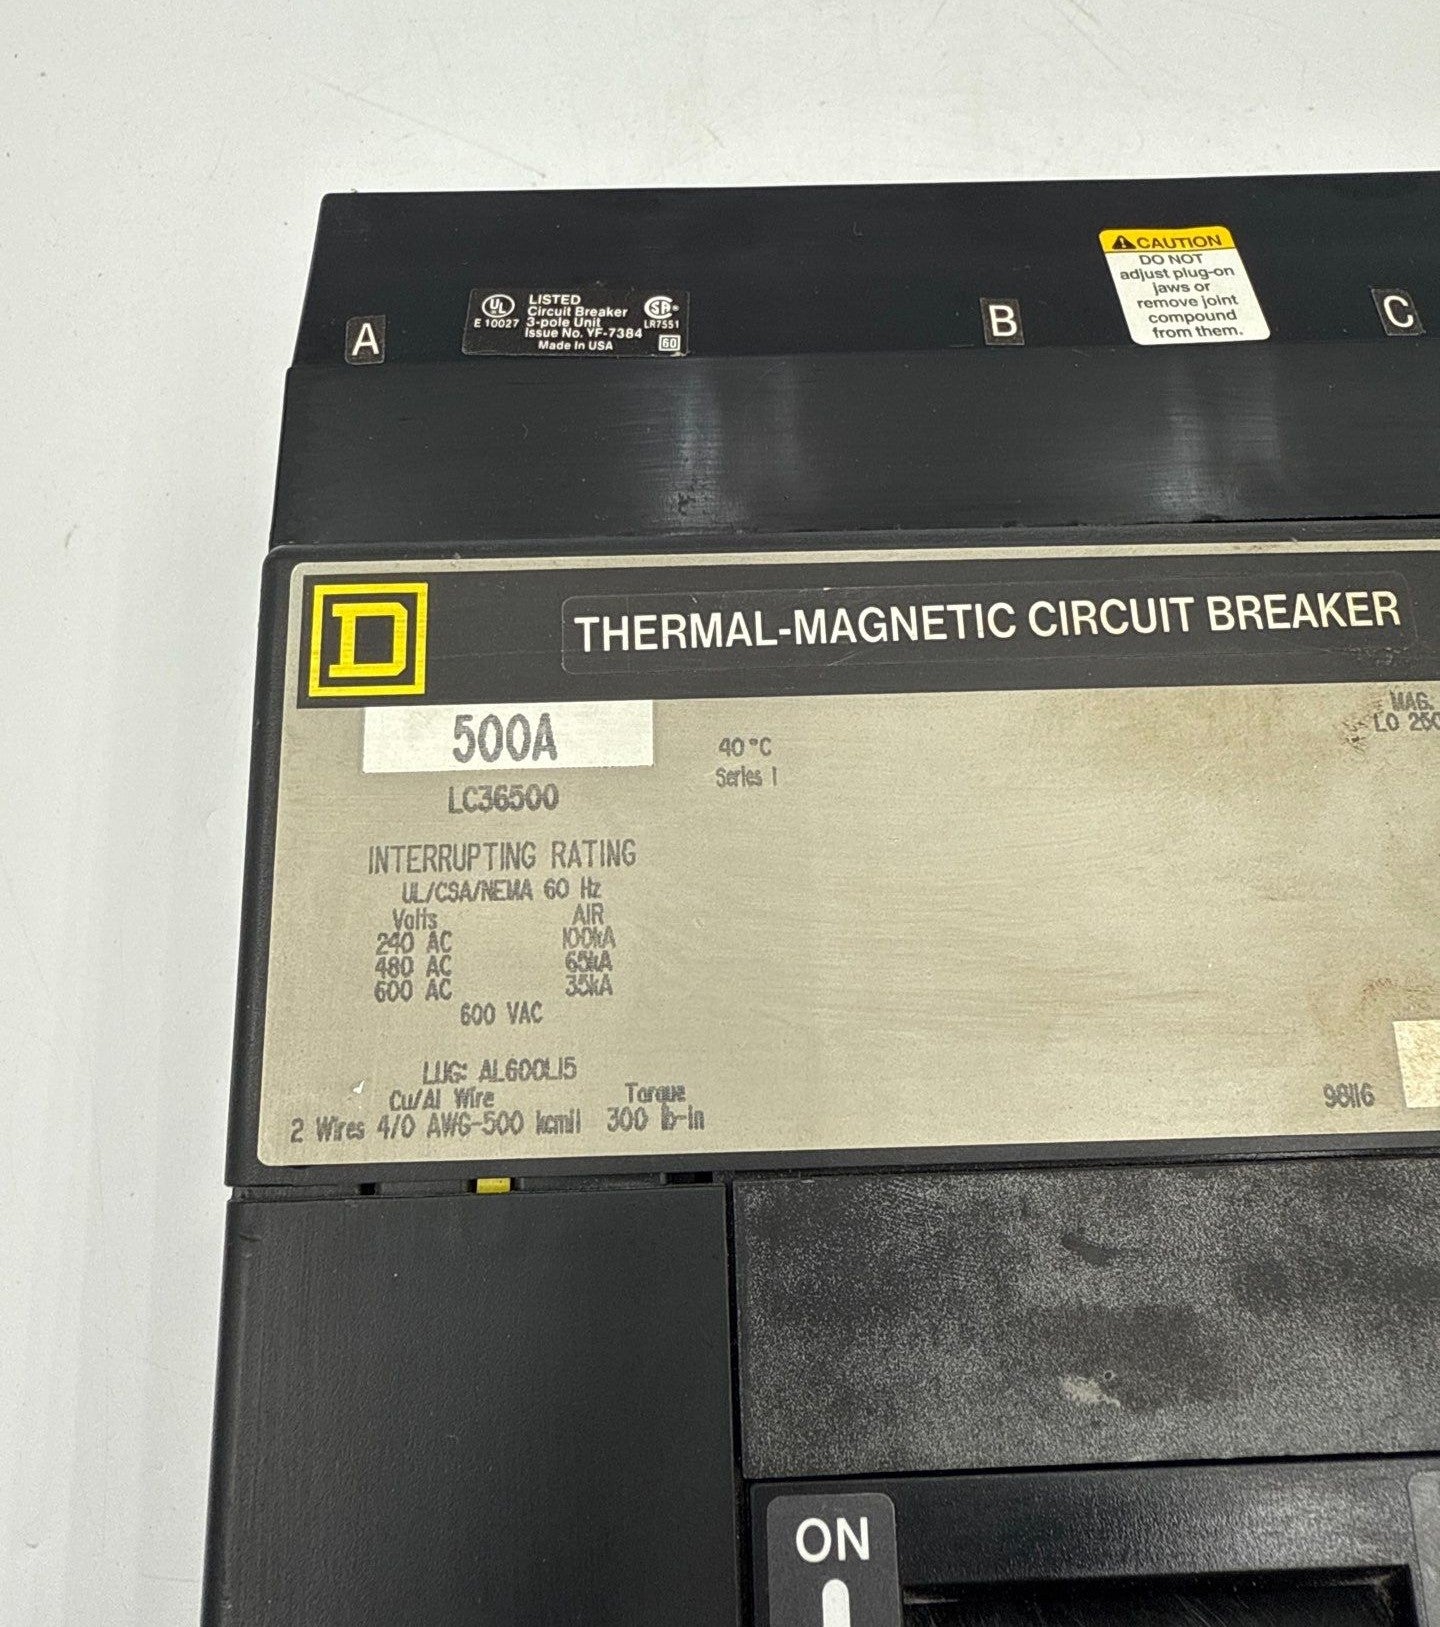 CAUTION
DO NOT
adjust plug-on
jaws or
remove joint
compound
from them.
UL LISTED
Circuit Breaker
E 10027 3-pole Unit LR7551
Issue No. YF-7384
Made In USA 60
A
B
C
D
THERMAL-MAGNETIC CIRCUIT BREAKER
500A
LC36500
40°C
Series 1
MAG.
LO
INTERRUPTING RATING
UL/CSA/NEMA 60 Hz
Volts AIR
240 AC 100kA
480 AC 65kA
600 AC 35kA
600 VAC
LUG: AL600LI5
Cu/Al Wire Torque
2 Wires 4/0 AWG-500 kcmil 300 lb-in
98116
ON